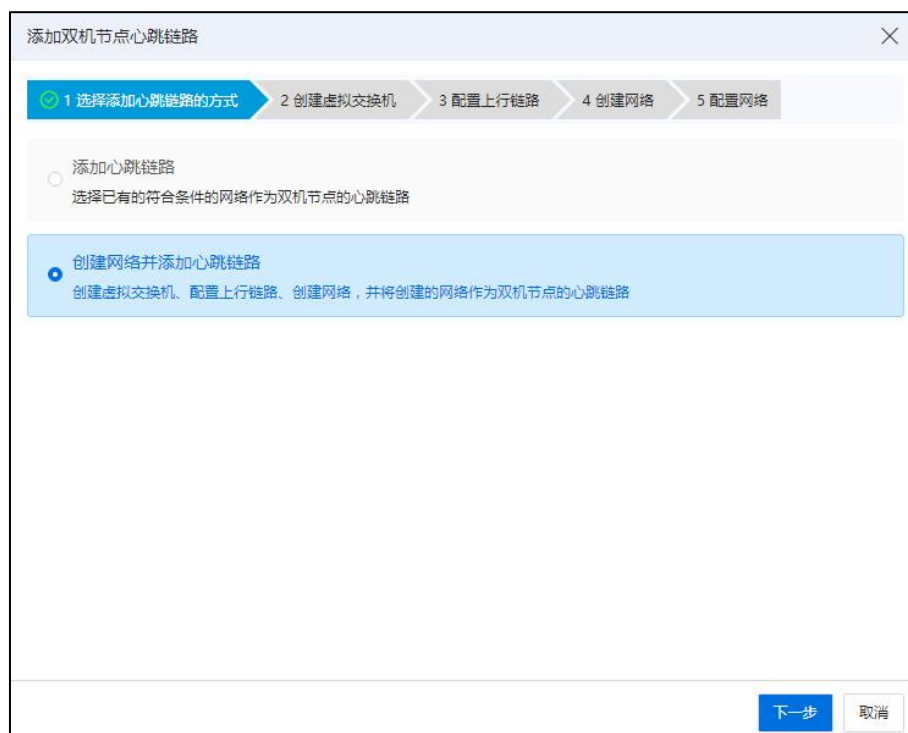 添加双机节点心跳链路
1 选择添加心跳链路的方式
2 创建虚拟交换机
3 配置上行链路
4 创建网络
5 配置网络
添加心跳链路
选择已有的符合条件的网络作为双机节点的心跳链路
创建网络并添加心跳链路
创建虚拟交换机、配置上行链路、创建网络，并将创建的网络作为双机节点的心跳链路
下一步
取消